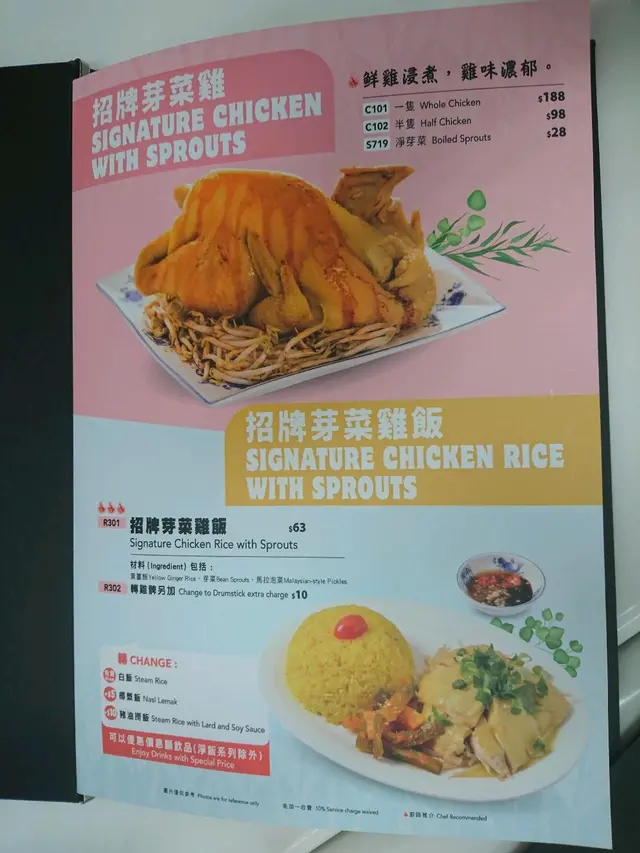 招牌芽菜雞
SIGNATURE CHICKEN
WITH SPROUTS
鮮雞浸煮，雞味濃郁。
C101 一隻 Whole Chicken $188
C102 半隻 Half Chicken $98
S719 淨芽菜 Boiled Sprouts $28
招牌芽菜雞飯
SIGNATURE CHICKEN RICE
WITH SPROUTS
R301 招牌芽菜雞飯 $63
Signature Chicken Rice with Sprouts
材料 (Ingredient) 包括：
黃薑飯Yellow Ginger Rice、芽菜Bean Sprouts、馬拉泡菜Malaysian-style Pickles
R302 轉雞髀另加 Change to Drumstick extra charge $10
轉 CHANGE :
白飯 Steam Rice
+$5 椰漿飯 Nasi Lemak
+$10 豬油撈飯 Steam Rice with Lard and Soy Sauce
可以優惠價惠顧飲品(淨飯系列除外)
Enjoy Drinks with Special Price
圖片僅供參考 Photos are for reference only
免加一收費 10% Service charge waived
廚師推介 Chef Recommended